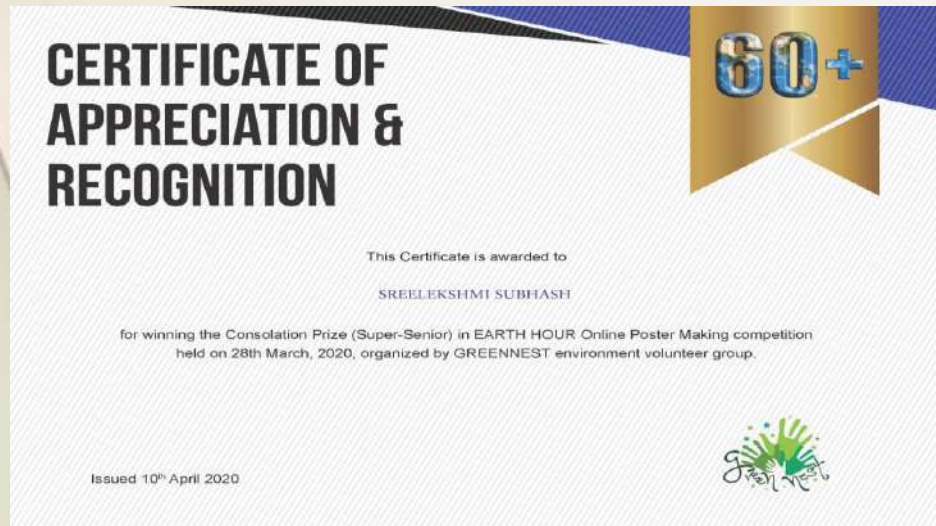 CERTIFICATE OF
APPRECIATION &
RECOGNITION
60+
This Certificate is awarded to
SREELEKSHMI SUBHASH
for winning the Consolation Prize (Super-Senior) in EARTH HOUR Online Poster Making competition
held on 28th March, 2020, organized by GREENNEST environment volunteer group.
green nest
Issued 10th April 2020